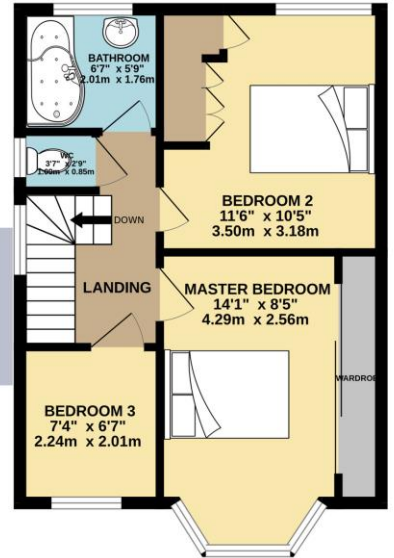 BATHROOM
6'7" x 5'9"
2.01m x 1.76m
WC
3'7" x 2'9"
x 0.85m
DOWN
BEDROOM 2
11'6" x 10'5"
3.50m x 3.18m
LANDING
MASTER BEDROOM
14'1" x 8'5"
4.29m x 2.56m
WARDROBE
BEDROOM 3
7'4" x 6'7"
2.24m x 2.01m